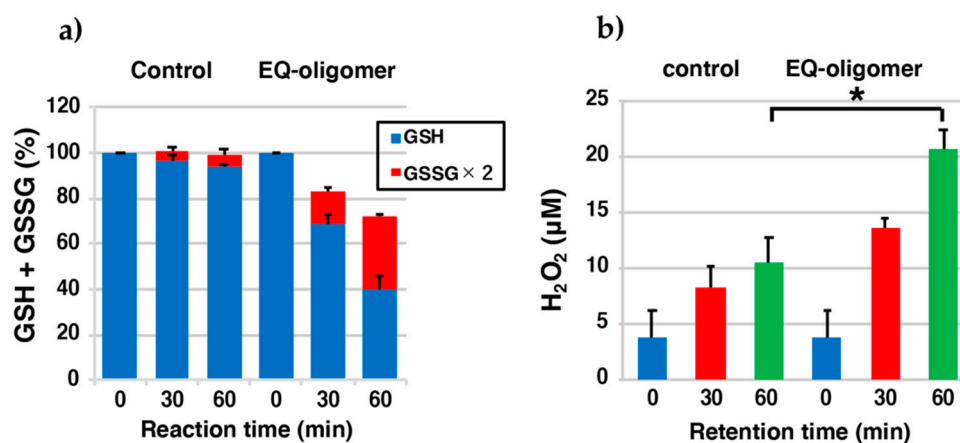 a)
Control EQ-oligomer
GSH + GSSG (%)
120
100
80
60
40
20
0
GSH
GSSG × 2
0 30 60 0 30 60
Reaction time (min)
b)
control EQ-oligomer
*
H₂O₂ (µM)
25
20
15
10
5
0
0 30 60 0 30 60
Retention time (min)